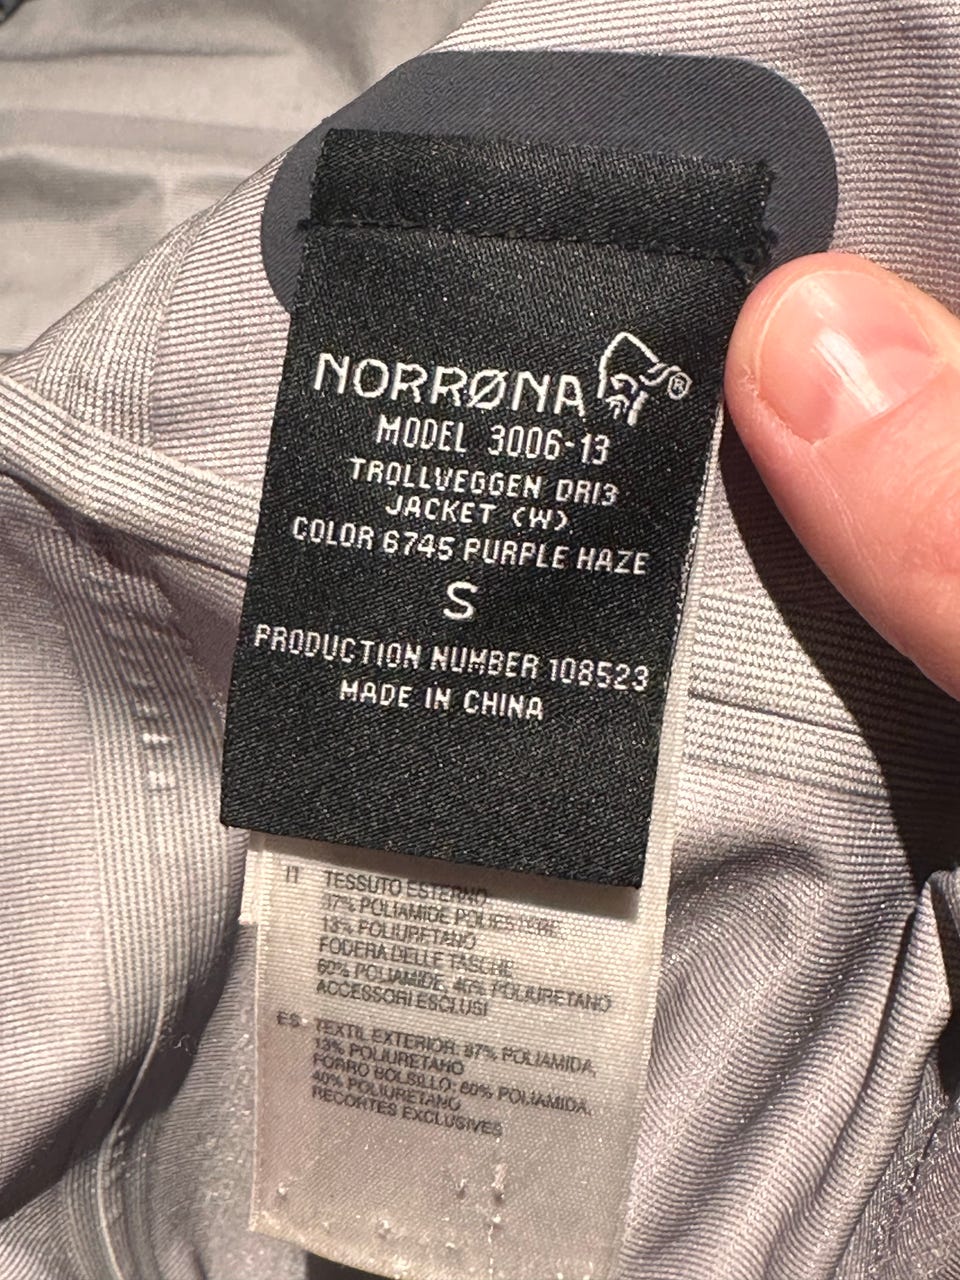 NORRØNA ®
MODEL 3006-13
TROLLVEGGEN DRI3
JACKET (W)
COLOR 6745 PURPLE HAZE
S
PRODUCTION NUMBER 108523
MADE IN CHINA
IT TESSUTO ESTERNO
87% POLIAMIDE POLIESTERE,
13% POLIURETANO
FODERA DELLE TASCHE
60% POLIAMIDE, 40% POLIURETANO
ACCESSORI ESCLUSI
ES TEXTIL EXTERIOR: 87% POLIAMIDA,
13% POLIURETANO
FORRO BOLSILLO: 60% POLIAMIDA,
40% POLIURETANO
RECORTES EXCLUSIVES